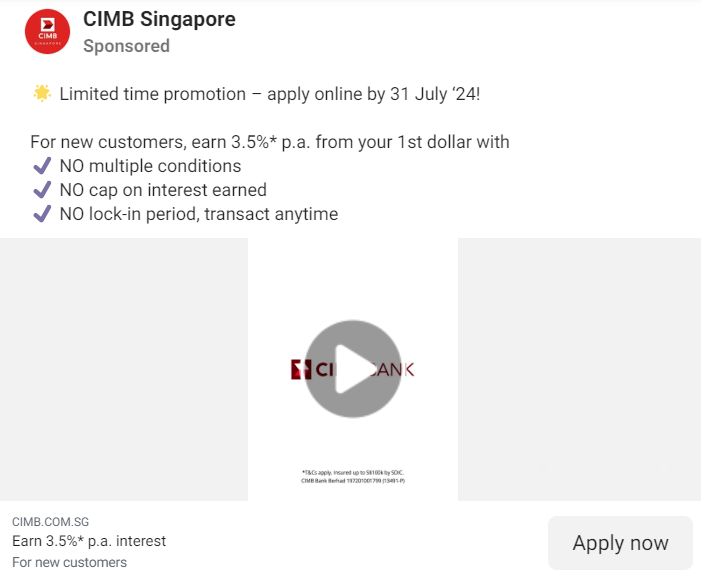 CIMB
SINGAPORE
CIMB Singapore
Sponsored
Limited time promotion – apply online by 31 July ‘24!
For new customers, earn 3.5%* p.a. from your 1st dollar with
NO multiple conditions
NO cap on interest earned
NO lock-in period, transact anytime
CI ANK
*T&Cs apply. Insured up to S$100k by SDIC.
CIMB Bank Berhad 197201001799 (13491-P)
CIMB.COM.SG
Earn 3.5%* p.a. interest
For new customers
Apply now